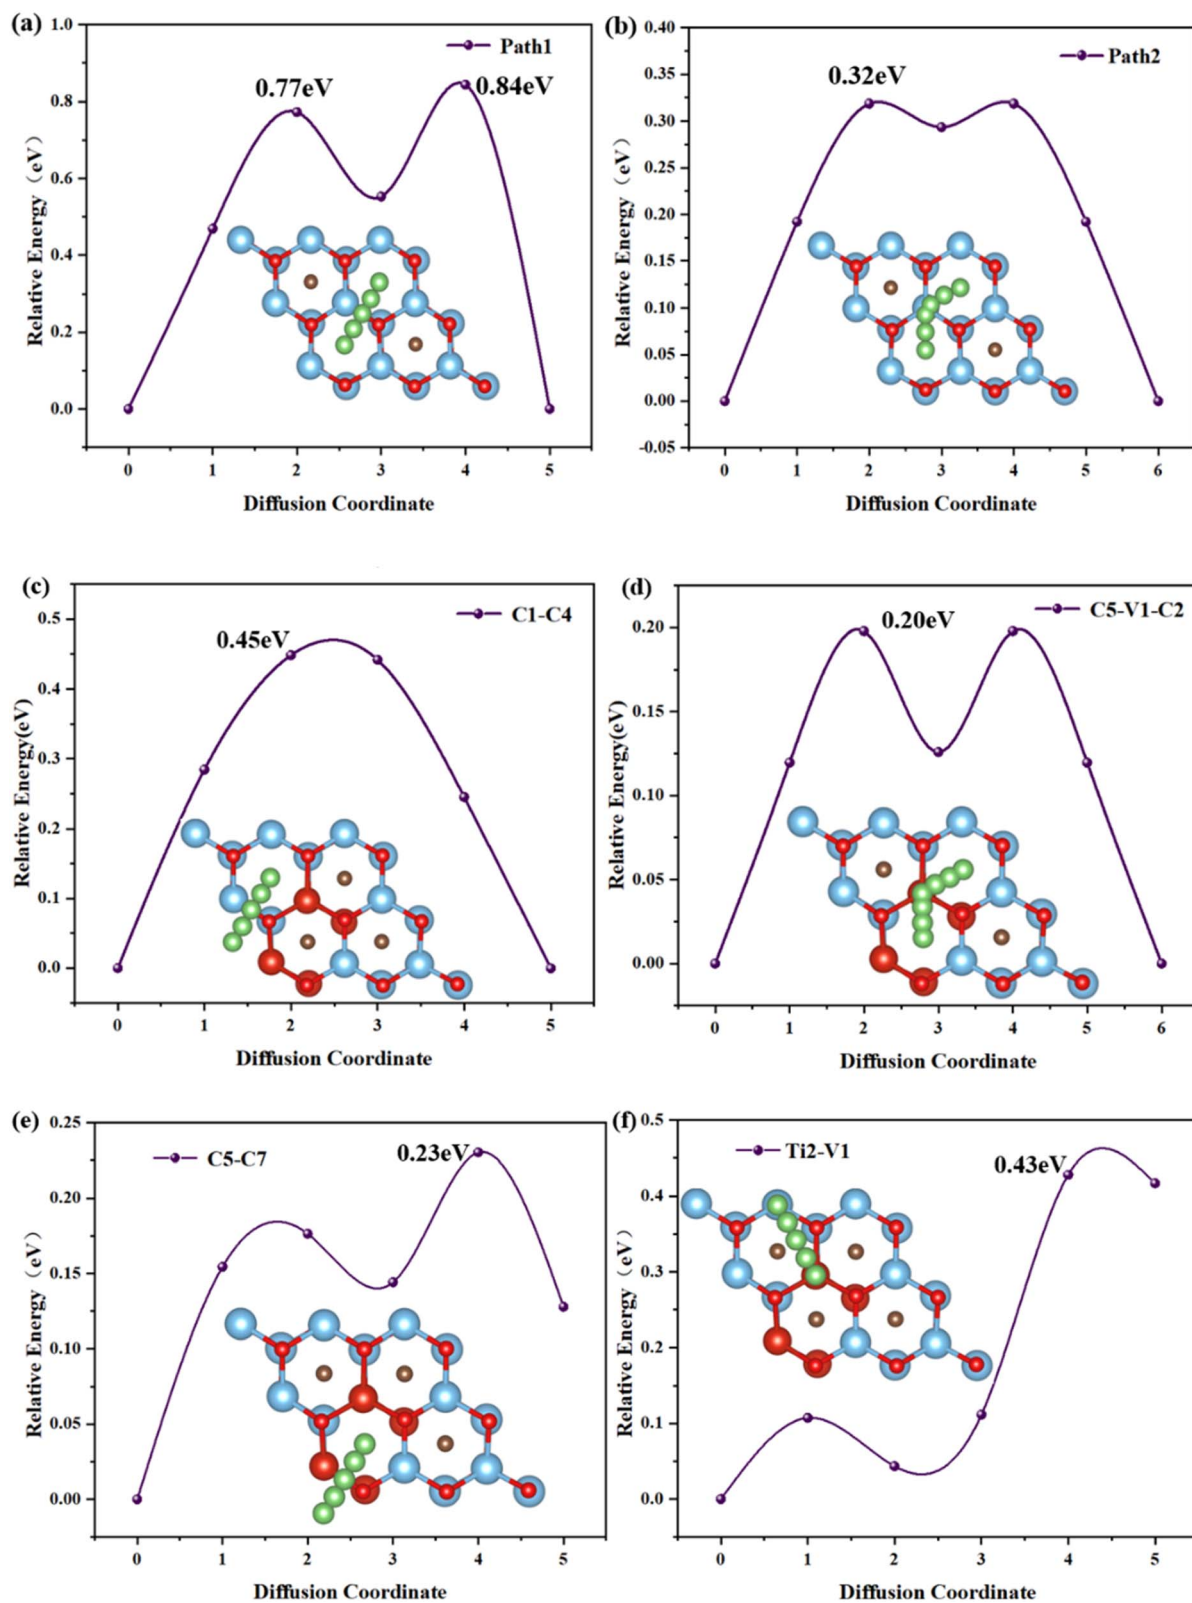 (a)
Path1
0.77eV
0.84eV
1.0
0.8
0.6
0.4
0.2
0.0
Relative Energy（eV）
0 1 2 3 4 5
Diffusion Coordinate
(b)
Path2
0.32eV
0.40
0.35
0.30
0.25
0.20
0.15
0.10
0.05
0.00
-0.05
Relative Energy（eV）
0 1 2 3 4 5 6
Diffusion Coordinate
(c)
C1-C4
0.45eV
0.5
0.4
0.3
0.2
0.1
0.0
Relative Energy(eV)
0 1 2 3 4 5
Diffusion Coordinate
(d)
C5-V1-C2
0.20eV
0.20
0.15
0.10
0.05
0.00
Relative Energy(eV)
0 1 2 3 4 5 6
Diffusion Coordinate
(e)
C5-C7
0.23eV
0.25
0.20
0.15
0.10
0.05
0.00
Relative Energy（eV）
0 1 2 3 4 5
Diffusion Coordinate
(f)
Ti2-V1
0.43eV
0.5
0.4
0.3
0.2
0.1
0.0
Relative Energy（eV）
0 1 2 3 4 5
Diffusion Coordinate